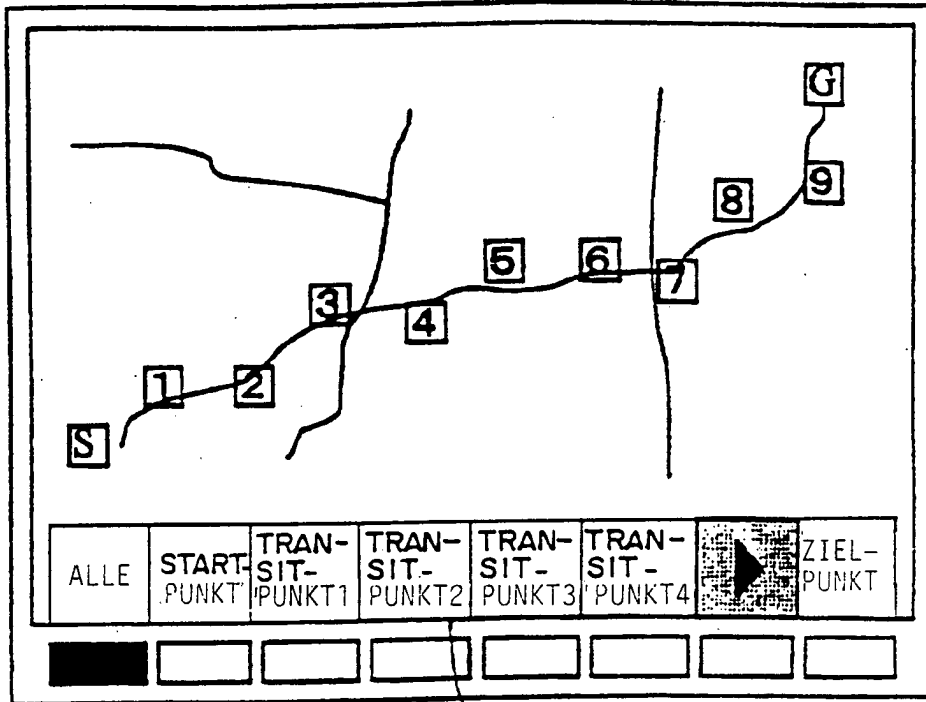 G
9
8
5
6
7
3
4
1
2
S
ALLE
START-
PUNKT
TRAN-
SIT-
PUNKT1
TRAN-
SIT-
PUNKT2
TRAN-
SIT-
PUNKT3
TRAN-
SIT-
PUNKT4
ZIEL-
PUNKT